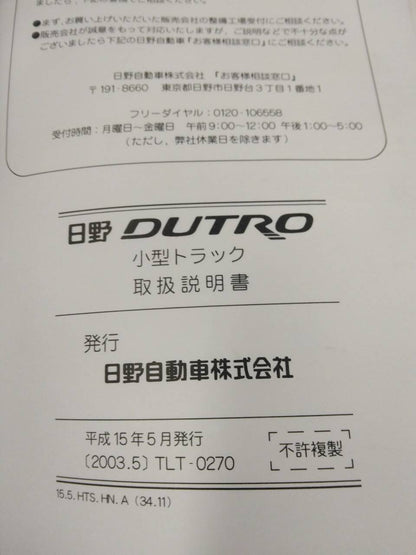 ●まず、お買い上げいただいた販売会社の整備工場受付にご相談ください。
●販売会社が誠意をもって対応いたしますが、ご説明などで不十分な点が
ございましたら下記の日野自動車「お客様相談窓口」にご相談ください。
日野自動車株式会社 「お客様相談窓口」
〒191-8660 東京都日野市日野台3丁目1番地1
フリーダイヤル:0120-106558
受付時間:月曜日～金曜日 午前9:00～12:00 午後1:00～5:00
(ただし、弊社休業日を除きます)
日野 DUTRO
小型トラック
取扱説明書
発行
日野自動車株式会社
平成15年5月発行
〔2003.5〕TLT-0270
不許複製
15.5.HTS.HN.A (34.11)